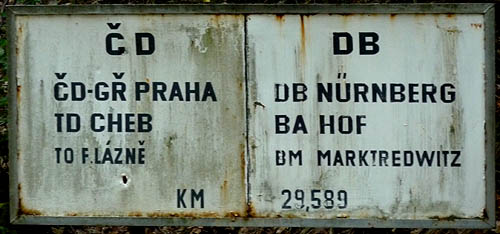 ČD
ČD-GŘ PRAHA
TD CHEB
TO F. LÁZNĚ
KM
DB
DB NÜRNBERG
BA HOF
BM MARKTREDWITZ
29,589